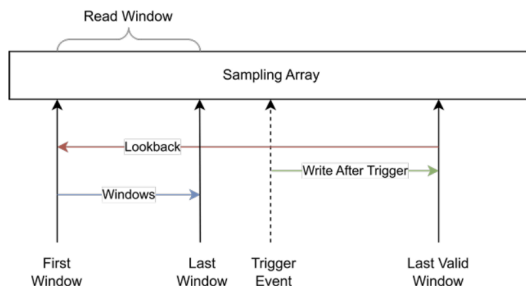 Read Window
Sampling Array
Lookback
Write After Trigger
Windows
First
Window
Last
Window
Trigger
Event
Last Valid
Window